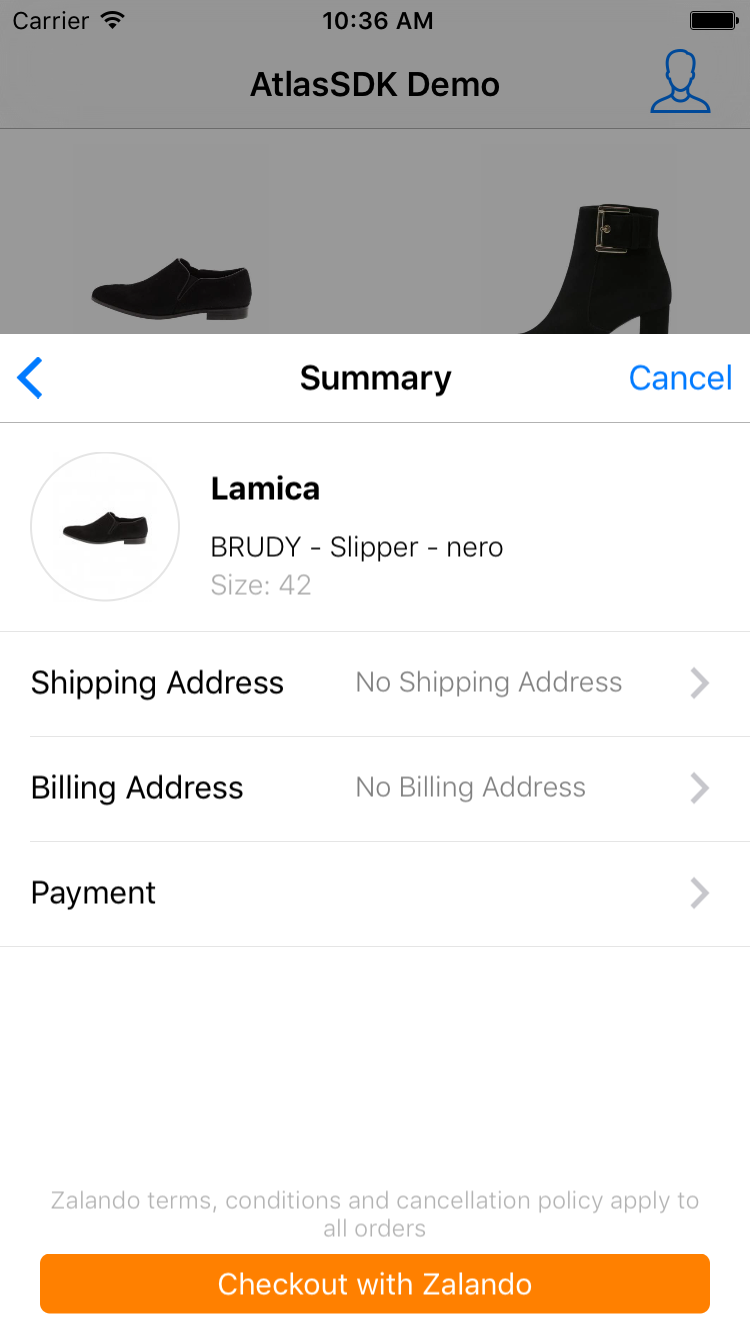 Carrier 10:36 AM
AtlasSDK Demo
Summary Cancel
Lamica
BRUDY - Slipper - nero
Size: 42
Shipping Address No Shipping Address
Billing Address No Billing Address
Payment
Zalando terms, conditions and cancellation policy apply to
all orders
Checkout with Zalando